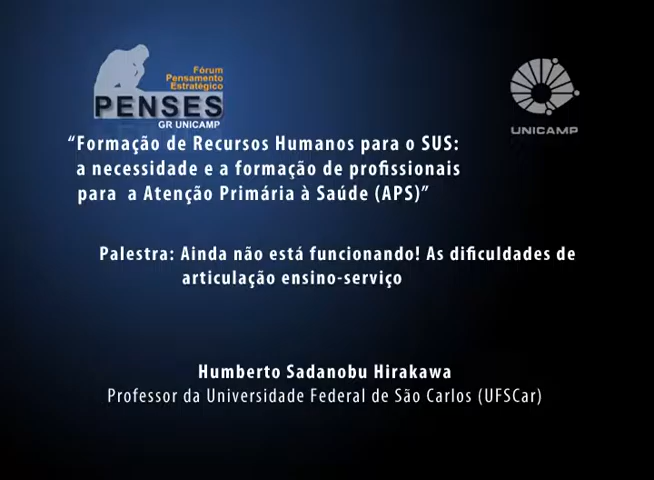 Fórum
Pensamento
Estratégico
PENSES
GR UNICAMP
UNICAMP
“Formação de Recursos Humanos para o SUS:
a necessidade e a formação de profissionais
para a Atenção Primária à Saúde (APS)”
Palestra: Ainda não está funcionando! As dificuldades de
articulação ensino-serviço
Humberto Sadanobu Hirakawa
Professor da Universidade Federal de São Carlos (UFSCar)